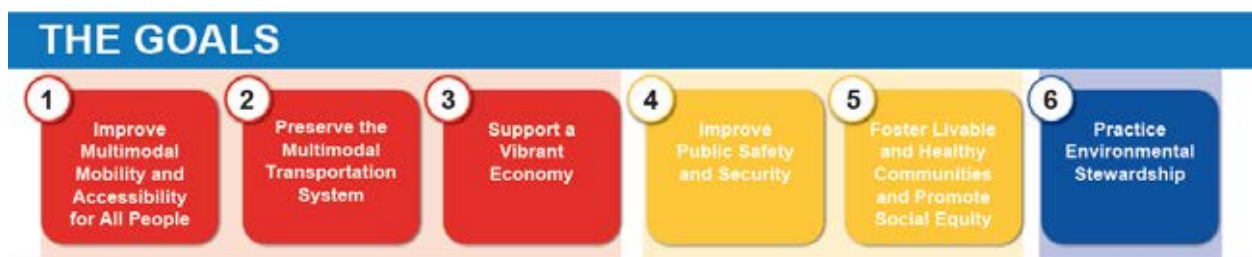 THE GOALS
1
Improve
Multimodal
Mobility and
Accessibility
for All People
2
Preserve the
Multimodal
Transportation
System
3
Support a
Vibrant
Economy
4
Improve
Public Safety
and Security
5
Foster Livable
and Healthy
Communities
and Promote
Social Equity
6
Practice
Environmental
Stewardship